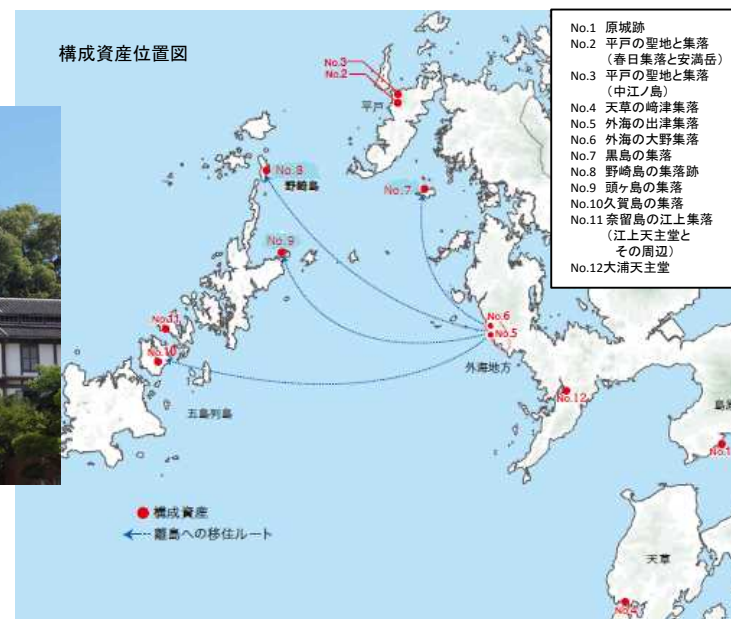 構成資産位置図
No.1 原城跡
No.2 平戸の聖地と集落
（春日集落と安満岳）
No.3 平戸の聖地と集落
（中江ノ島）
No.4 天草の﨑津集落
No.5 外海の出津集落
No.6 外海の大野集落
No.7 黒島の集落
No.8 野崎島の集落跡
No.9 頭ヶ島の集落
No.10久賀島の集落
No.11 奈留島の江上集落
（江上天主堂と
その周辺）
No.12大浦天主堂
No.3
No.2
平戸
No.8
野崎島
No.7
No.9
No.6
No.5
外海地方
No.11
No.10
五島列島
No.12
No.1
天草
No.4
構成資産
離島への移住ルート